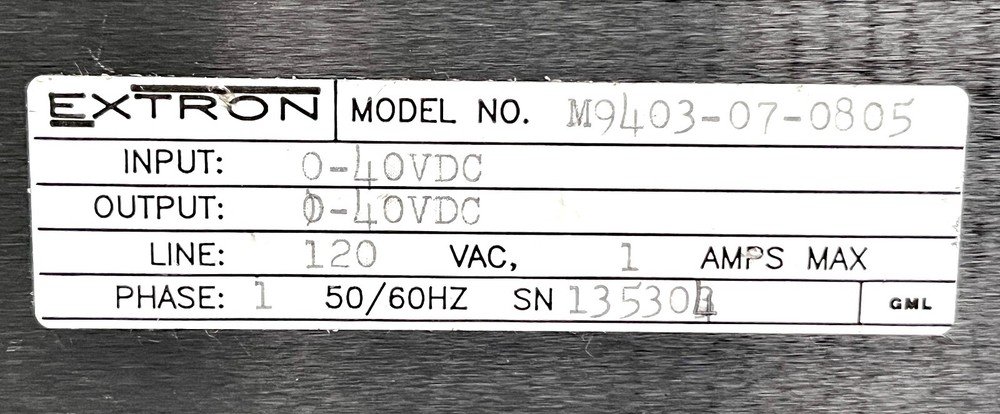 EXTRON MODEL NO. M9403-07-0805
INPUT: 0-40VDC
OUTPUT: 0-40VDC
LINE: 120 VAC, 1 AMPS MAX
PHASE: 1 50/60HZ SN GML